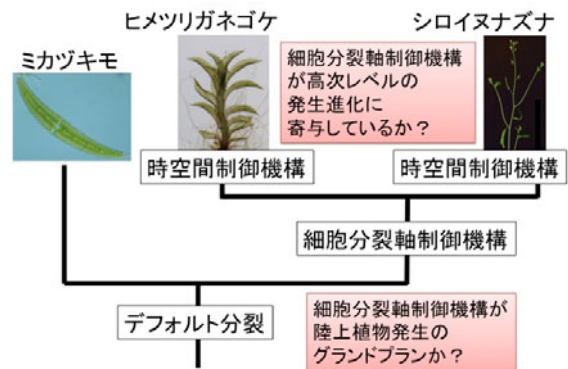 ヒメツリガネゴケ
シロイヌナズナ
ミカヅキモ
細胞分裂軸制御機構
が高次レベルの
発生進化に
寄与しているか?
時空間制御機構
時空間制御機構
細胞分裂軸制御機構
デフォルト分裂
細胞分裂軸制御機構が
陸上植物発生の
グランドプランか?